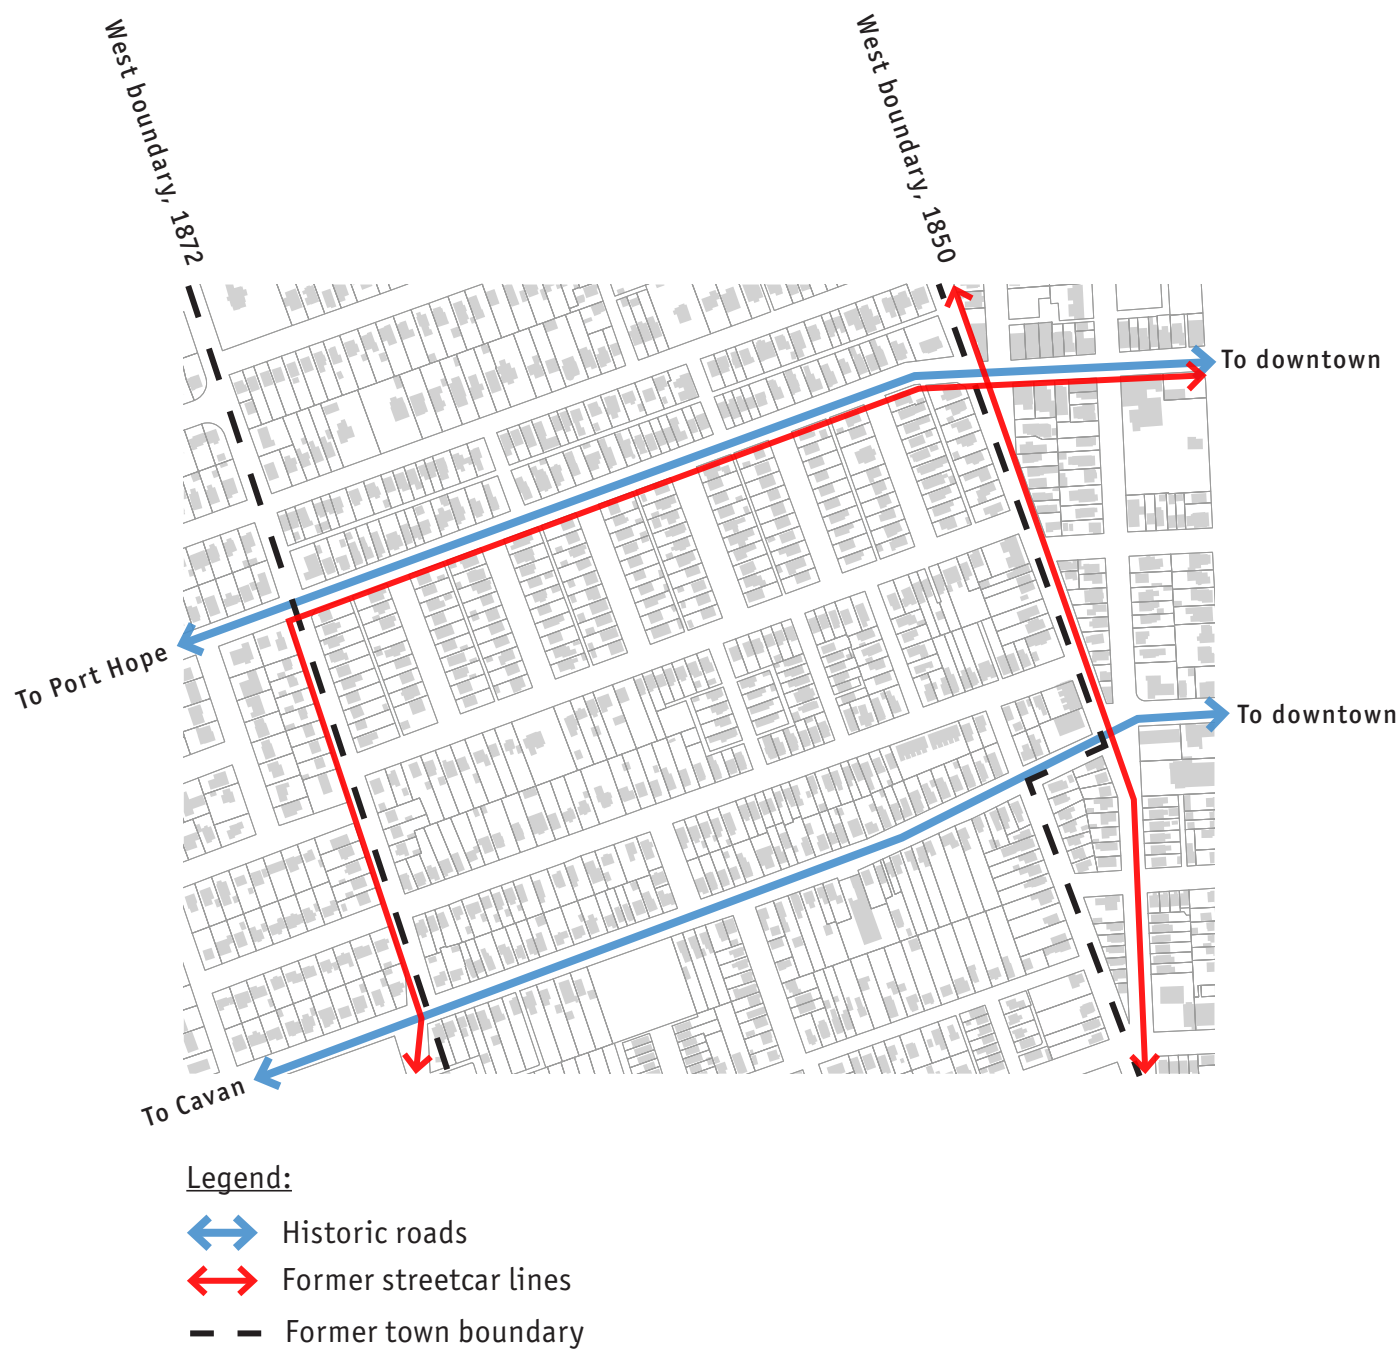 West boundary, 1872
West boundary, 1850
To downtown
To Port Hope
To downtown
To Cavan
Legend:
Historic roads
Former streetcar lines
Former town boundary